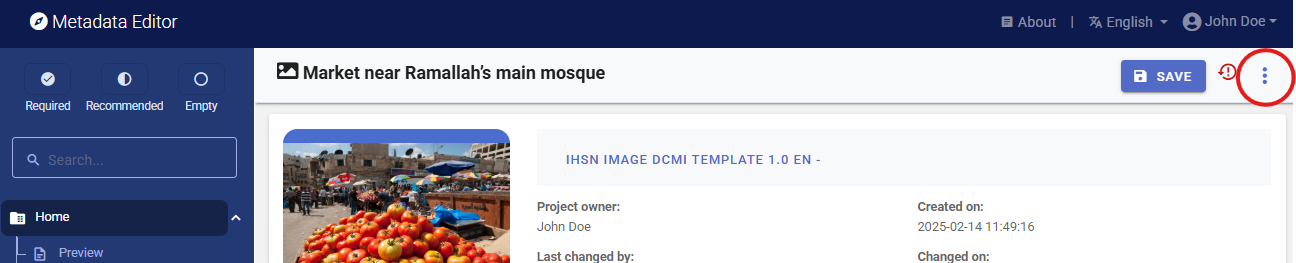 Metadata Editor
About | English John Doe
Required Recommended Empty
Search...
Home
Preview
Market near Ramallah’s main mosque
SAVE
IHSN IMAGE DCMI TEMPLATE 1.0 EN -
Project owner:
John Doe
Created on:
2025-02-14 11:49:16
Last changed by:
Changed on: